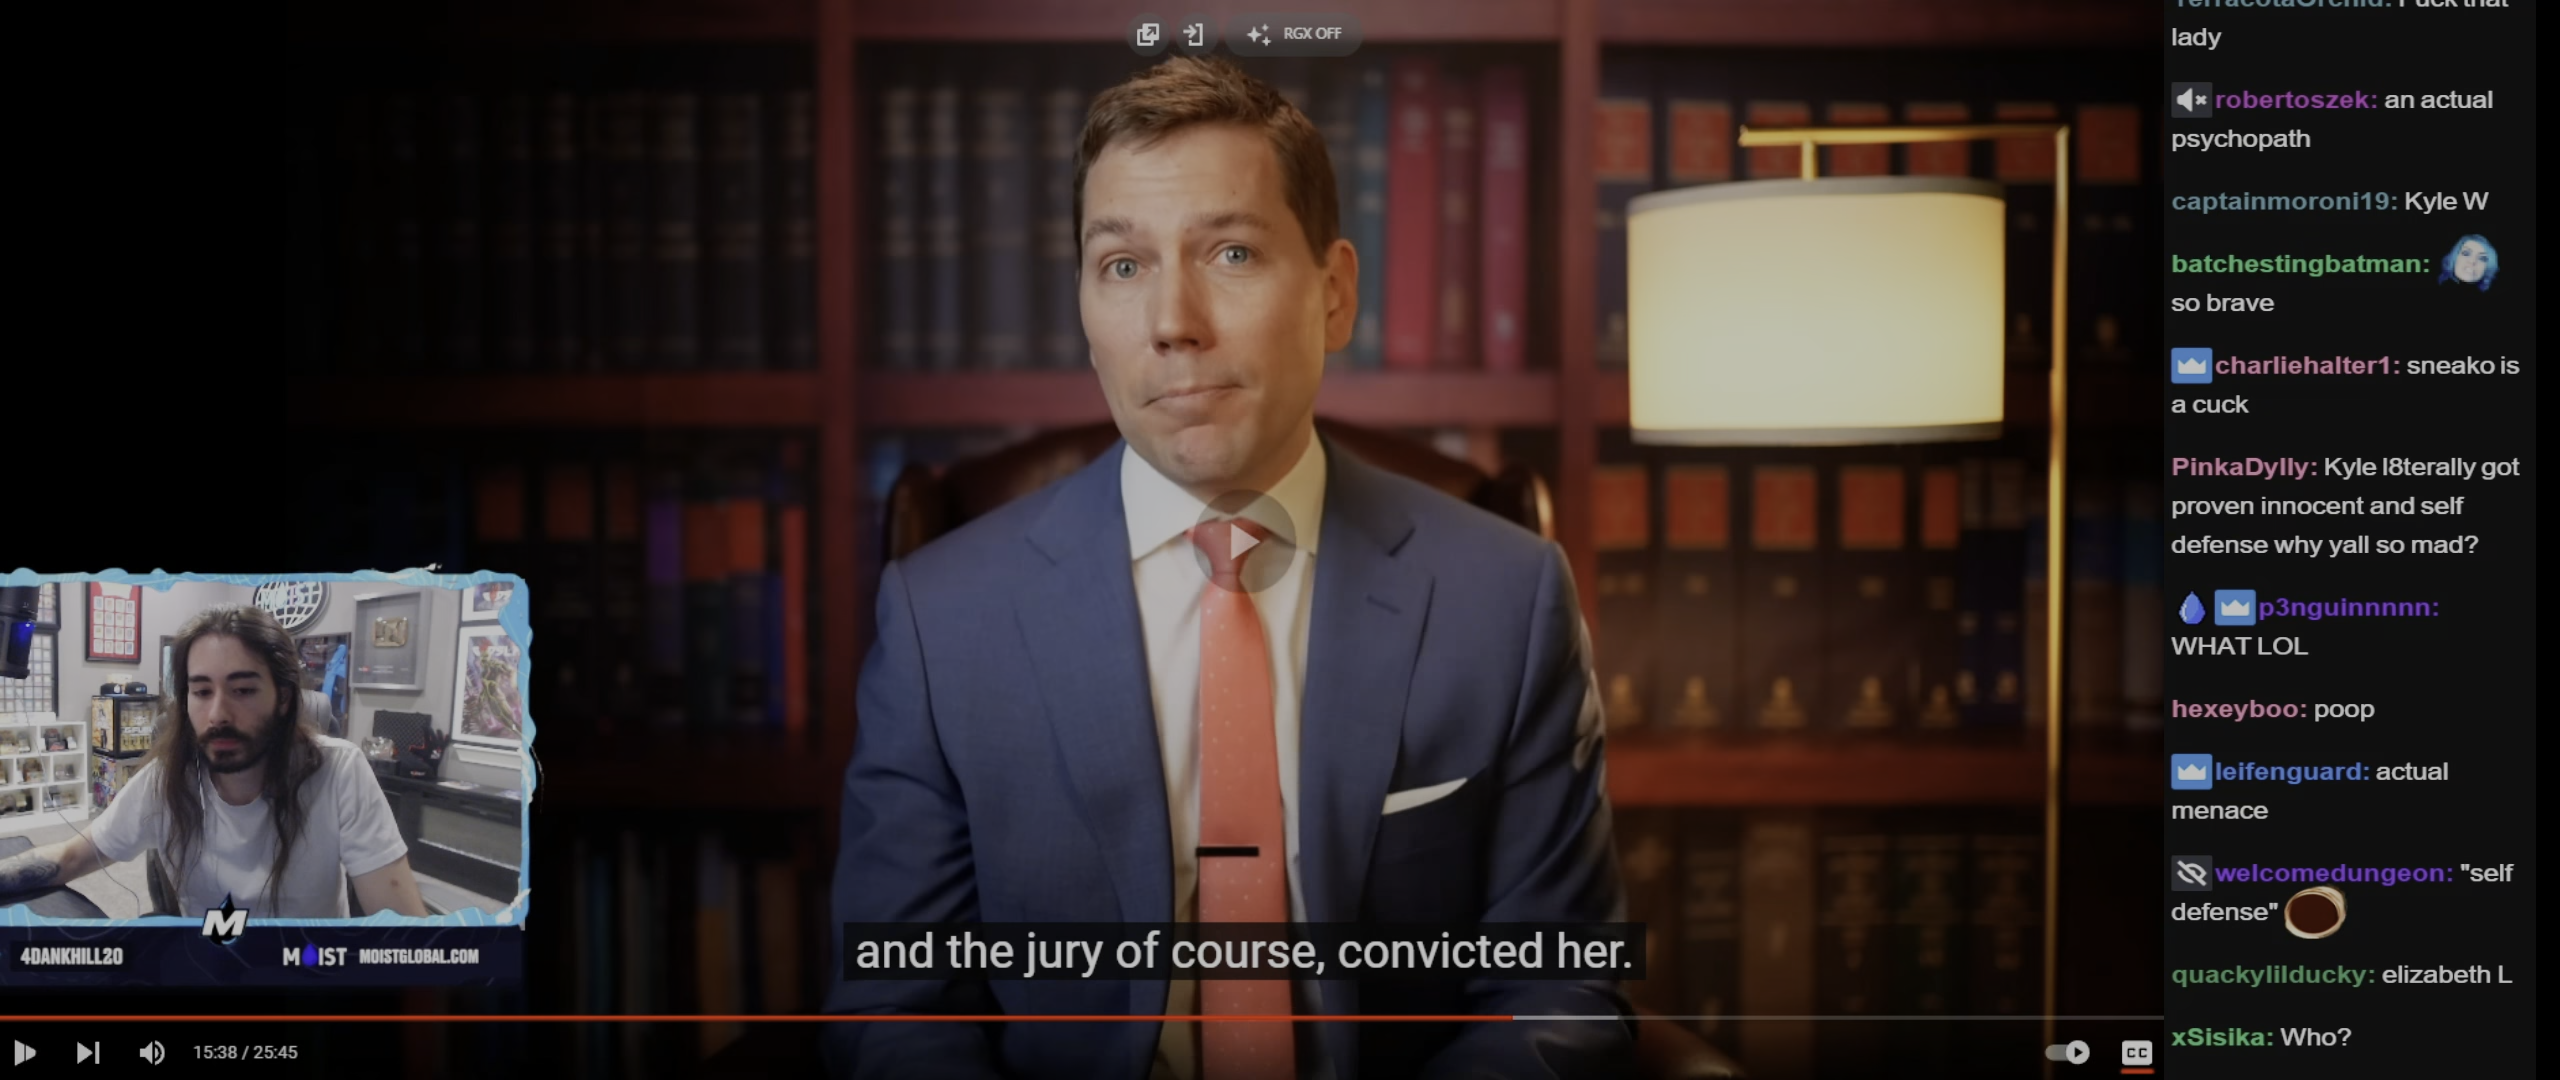 RGX OFF
and the jury of course, convicted her.
4DANKHILL20
M
MOIST MOISTGLOBAL.COM
15:38 / 25:45
CC
TerracotaOrchid: Fuck that
lady
robertoszek: an actual
psychopath
captainmoroni19: Kyle W
batchestingbatman:
so brave
charliehalter1: sneako is
a cuck
PinkaDylly: Kyle l8terally got
proven innocent and self
defense why yall so mad?
p3nguinnnnn:
WHAT LOL
hexeyboo: poop
leifenguard: actual
menace
welcomedungeon: "self
defense"
quackylilducky: elizabeth L
xSisika: Who?